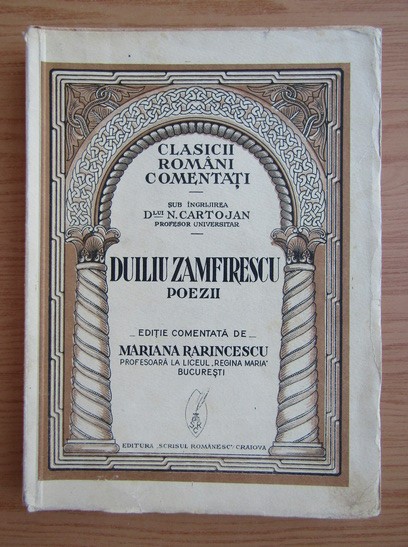 CLASICII
ROMÂNI
COMENTAȚI
SUB ÎNGRIJIREA
DLUI N. CARTOJAN
PROFESOR UNIVERSITAR
DUILIU ZAMFIRESCU
POEZII
EDIȚIE COMENTATĂ DE
MARIANA RARINCESCU
PROFESOARĂ LA LICEUL „REGINA MARIA"
BUCUREȘTI
EDITURA „SCRISUL ROMÂNESC" CRAIOVA